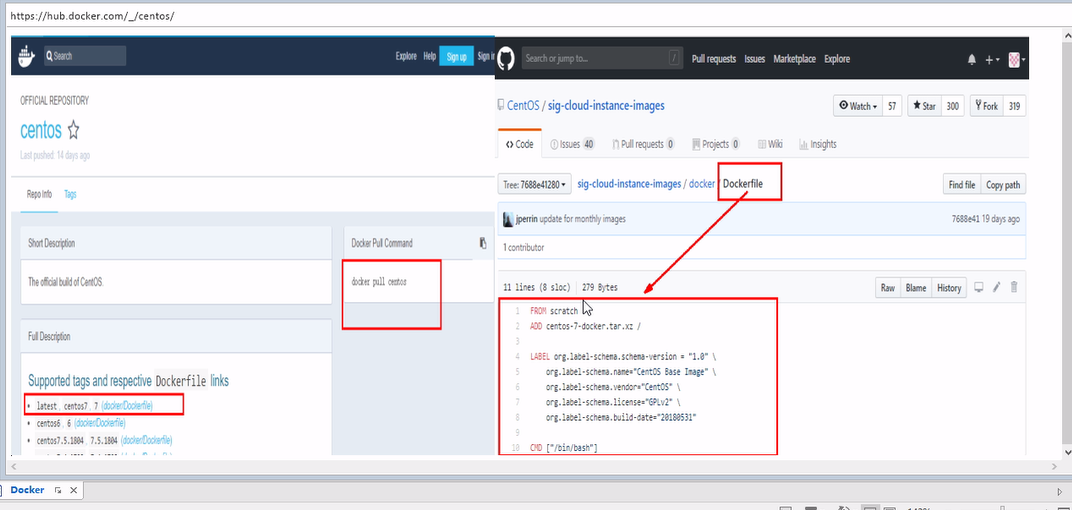 https://hub.docker.com/_/centos/
Search
Explore Help Sign up Sign in
OFFICIAL REPOSITORY
centos
Last pushed: 14 days ago
Repo Info Tags
Short Description
The official build of CentOS.
Docker Pull Command
docker pull centos
Full Description
Supported tags and respective Dockerfile links
latest , centos7 , 7 (docker/Dockerfile)
centos6 , 6 (docker/Dockerfile)
centos7.5.1804 , 7.5.1804 (docker/Dockerfile)
Search or jump to... /
Pull requests Issues Marketplace Explore
CentOS / sig-cloud-instance-images
Watch 57 Star 300 Fork 319
Code Issues 40 Pull requests 0 Projects 0 Wiki Insights
Tree: 7688e41280 sig-cloud-instance-images / docker / Dockerfile
Find file Copy path
jperrin update for monthly images 7688e41 19 days ago
1 contributor
11 lines (8 sloc) 279 Bytes
Raw Blame History
1 FROM scratch
2 ADD centos-7-docker.tar.xz /
3
4 LABEL org.label-schema.schema-version = "1.0" \
5 org.label-schema.name="CentOS Base Image" \
6 org.label-schema.vendor="CentOS" \
7 org.label-schema.license="GPLv2" \
8 org.label-schema.build-date="20180531"
9
10 CMD ["/bin/bash"]
Docker